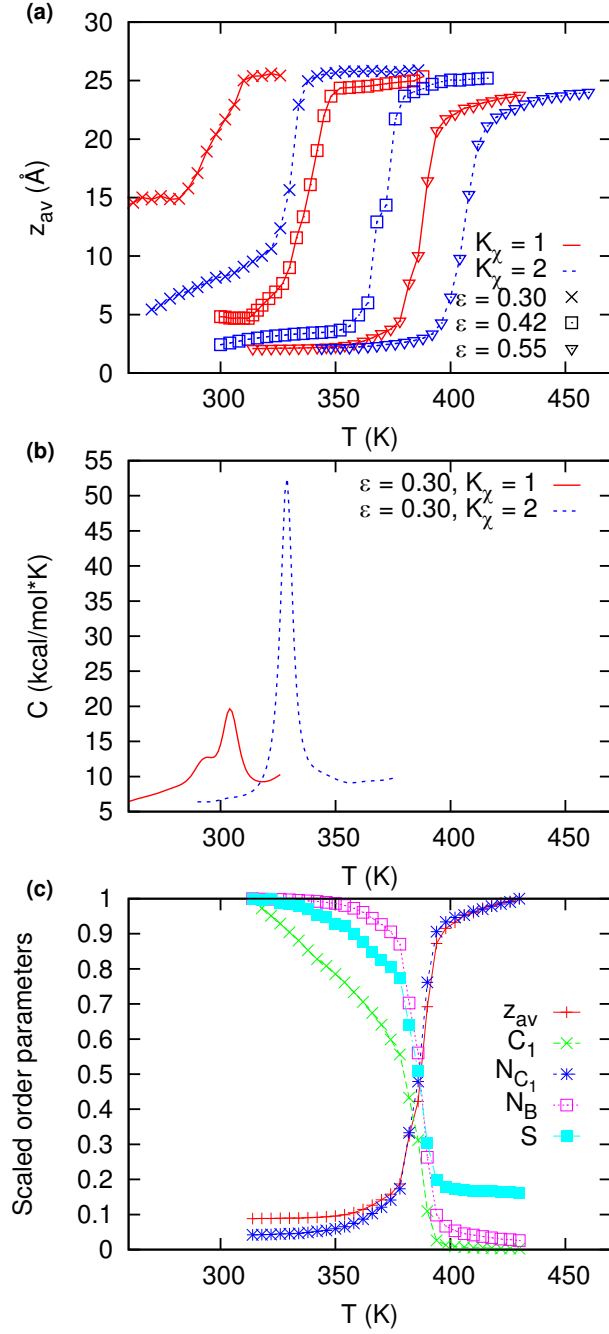 (a)
30
25
20
15
10
5
0
z_av (Å)
300
350
400
450
T (K)
K_χ = 1
K_χ = 2
ε = 0.30
ε = 0.42
ε = 0.55
(b)
55
50
45
40
35
30
25
20
15
10
5
C (kcal/mol*K)
ε = 0.30, K_χ = 1
ε = 0.30, K_χ = 2
300
350
400
450
T (K)
(c)
1
0.9
0.8
0.7
0.6
0.5
0.4
0.3
0.2
0.1
0
Scaled order parameters
z_av
C_1
N_C_1
N_B
S
300
350
400
450
T (K)